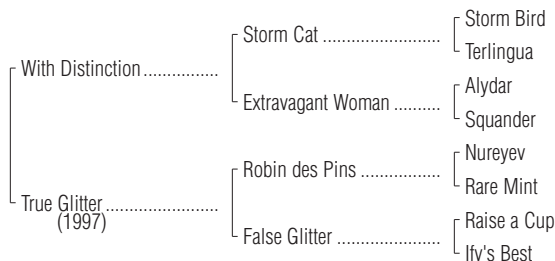 Storm Bird
Storm Cat ........................
Terlingua
With Distinction ...............
Alydar
Extravagant Woman ..........
Squander
Nureyev
Robin des Pins .................
Rare Mint
True Glitter ......................
(1997)
Raise a Cup
False Glitter .....................
Ify's Best